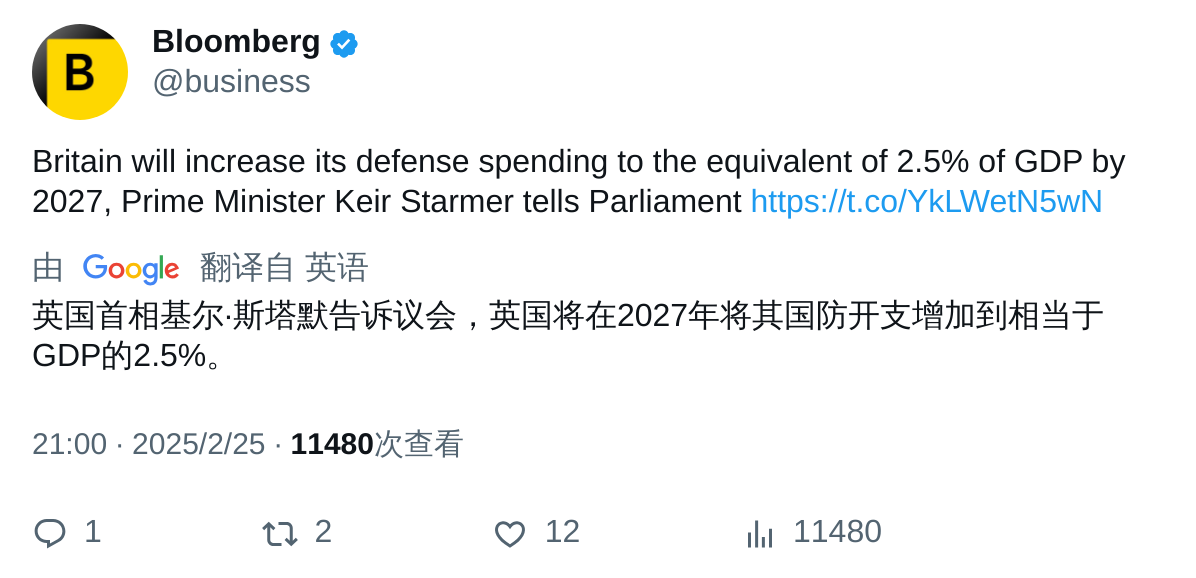 B
Bloomberg
@business
Britain will increase its defense spending to the equivalent of 2.5% of GDP by
2027, Prime Minister Keir Starmer tells Parliament https://t.co/YkLWetN5wN
由 Google 翻译自 英语
英国首相基尔·斯塔默告诉议会，英国将在2027年将其国防开支增加到相当于
GDP的2.5%。
21:00 · 2025/2/25 · 11480次查看
1 2 12 11480